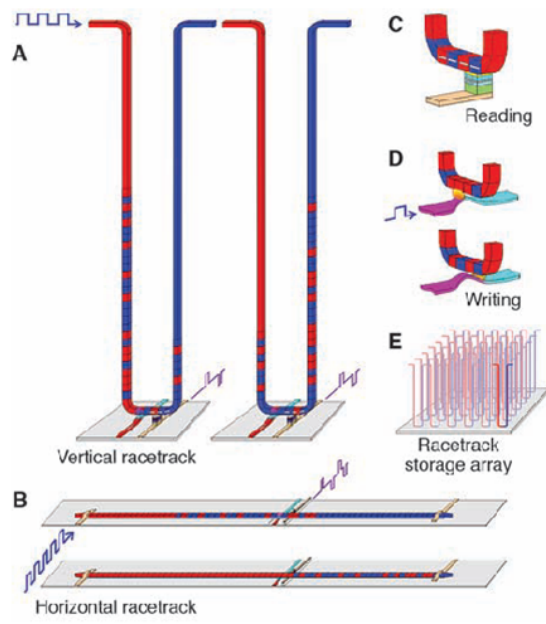 A
Vertical racetrack
B
Horizontal racetrack
C
Reading
D
Writing
E
Racetrack
storage array